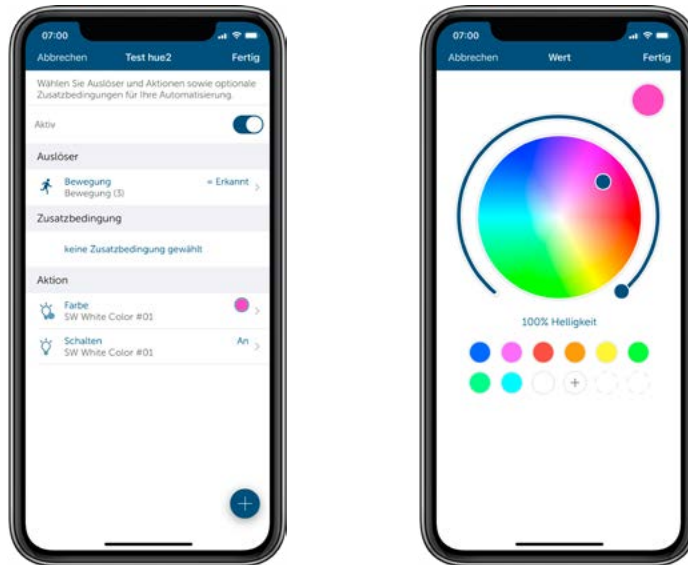 07:00
Abbrechen Test hue2 Fertig
Wählen Sie Auslöser und Aktionen sowie optionale
Zusatzbedingungen für Ihre Automatisierung.
Aktiv
Auslöser
Bewegung = Erkannt
Bewegung (3)
Zusatzbedingung
keine Zusatzbedingung gewählt
Aktion
Farbe
SW White Color #01
Schalten An
SW White Color #01
07:00
Abbrechen Wert Fertig
100% Helligkeit